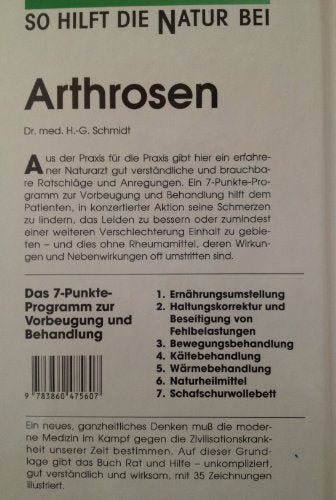 SO HILFT DIE NATUR BEI
Arthrosen
Dr. med. H.-G. Schmidt
Aus der Praxis für die Praxis gibt hier ein erfahre-
ner Naturarzt gut verständliche und brauchba-
re Ratschläge und Anregungen. Ein 7-Punkte-Pro-
gramm zur Vorbeugung und Behandlung hilft dem
Patienten, in konzertierter Aktion seine Schmerzen
zu lindern, das Leiden zu bessern oder zumindest
einer weiteren Verschlechterung Einhalt zu gebie-
ten – und dies ohne Rheumamittel, deren Wirkun-
gen und Nebenwirkungen oft umstritten sind.
Das 7-Punkte-
Programm zur
Vorbeugung und
Behandlung
1. Ernährungsumstellung
2. Haltungskorrektur und
Beseitigung von
Fehlbelastungen
3. Bewegungsbehandlung
4. Kältebehandlung
5. Wärmebehandlung
6. Naturheilmittel
7. Schafschurwollebett
9 783860 475607
Ein neues, ganzheitliches Denken muß die moder-
ne Medizin im Kampf gegen die Zivilisationskrank-
heit unserer Zeit bestimmen. Auf dieser Grund-
lage gibt das Buch Rat und Hilfe – unkompliziert,
gut verständlich und wirksam, mit 35 Zeichnungen
illustriert.